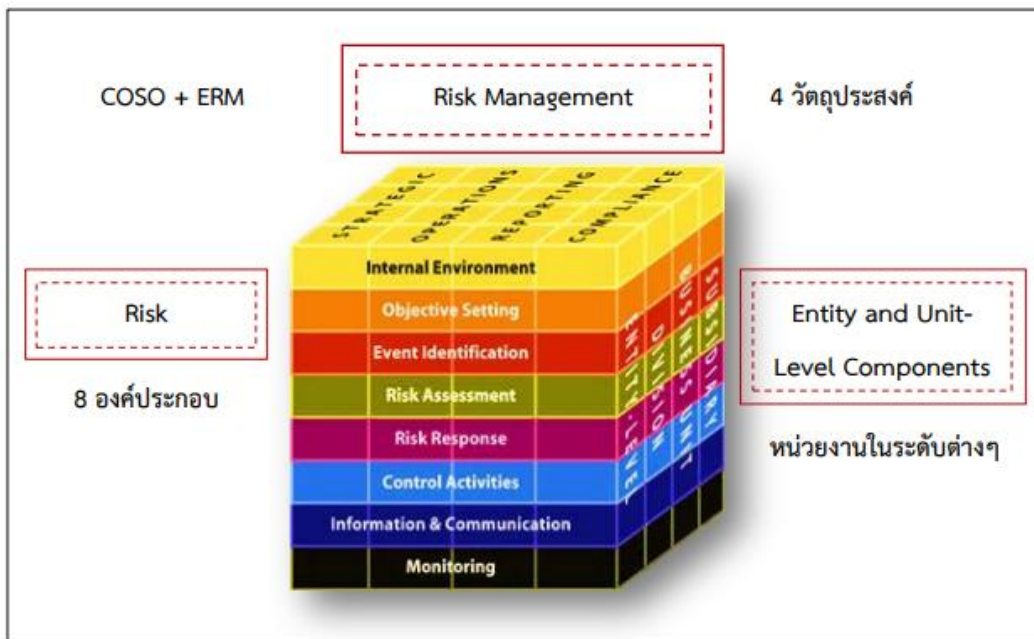 COSO + ERM
Risk Management
4 วัตถุประสงค์
STRATEGIC
OPERATIONS
REPORTING
COMPLIANCE
Risk
8 องค์ประกอบ
Internal Environment
Objective Setting
Event Identification
Risk Assessment
Risk Response
Control Activities
Information & Communication
Monitoring
DIVISION
Entity and Unit-
Level Components
หน่วยงานในระดับต่างๆ